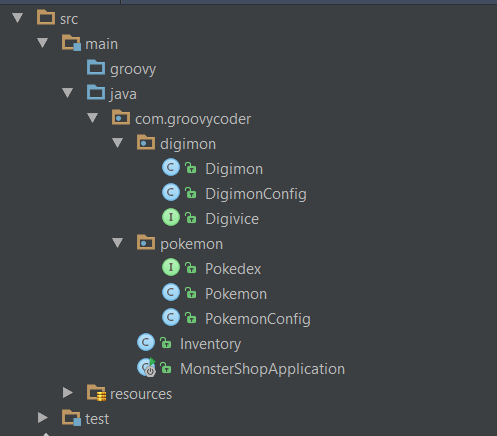 src
main
groovy
java
com.groovycoder
digimon
C Digimon
C DigimonConfig
I Digivice
pokemon
I Pokedex
C Pokemon
C PokemonConfig
C Inventory
C MonsterShopApplication
resources
test